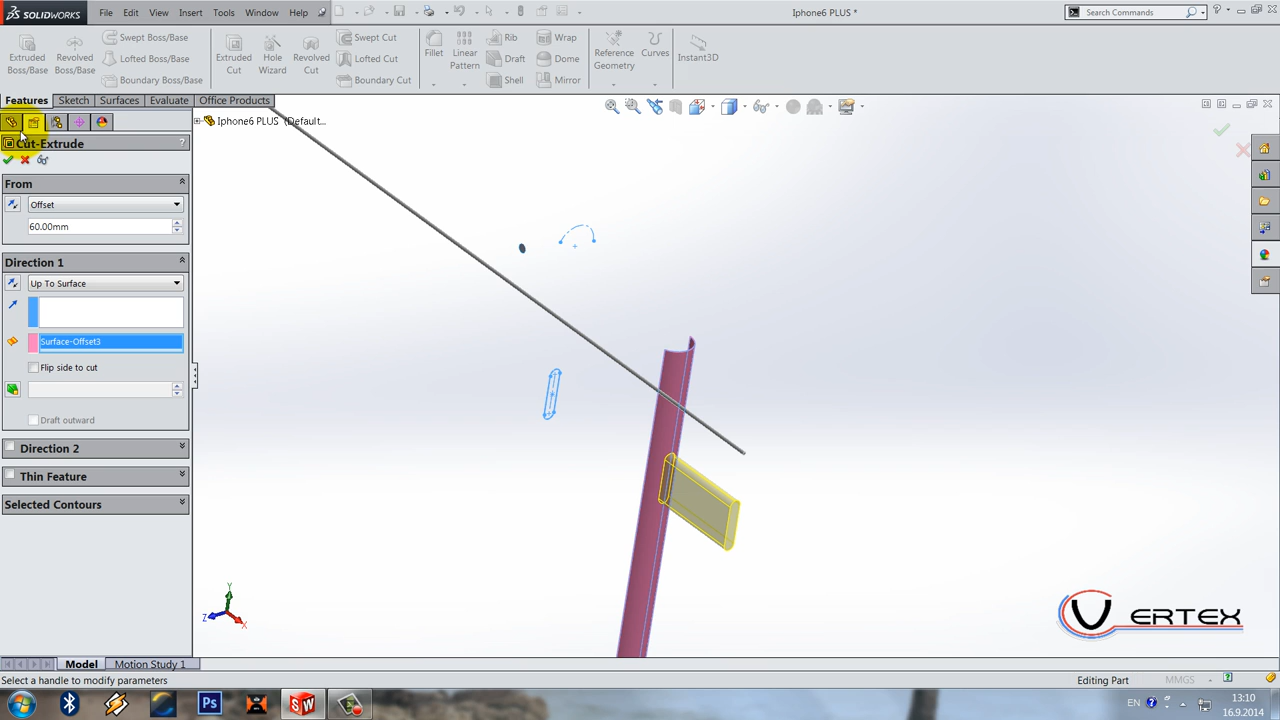 SOLIDWORKS File Edit View Insert Tools Window Help Iphone6 PLUS * Search Commands
Extruded Boss/Base
Revolved Boss/Base
Swept Boss/Base
Lofted Boss/Base
Boundary Boss/Base
Extruded Cut
Hole Wizard
Revolved Cut
Swept Cut
Lofted Cut
Boundary Cut
Fillet
Linear Pattern
Rib
Draft
Shell
Wrap
Dome
Mirror
Reference Geometry
Curves
Instant3D
Features Sketch Surfaces Evaluate Office Products
Iphone6 PLUS (Default...
Cut-Extrude ?
From
Offset
60.00mm
Direction 1
Up To Surface
Surface-Offset3
Flip side to cut
Draft outward
Direction 2
Thin Feature
Selected Contours
Y
Z
X
V ERTEX
Model Motion Study 1
Select a handle to modify parameters Editing Part MMGS ?
Ps SW EN ? 13:10
16.9.2014